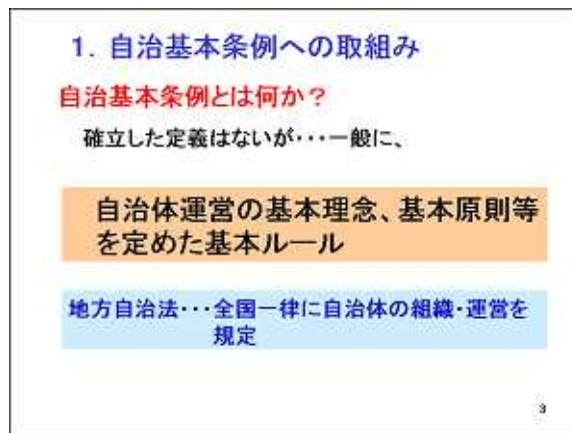 1．自治基本条例への取組み
自治基本条例とは何か？
確立した定義はないが･･･一般に、
自治体運営の基本理念、基本原則等
を定めた基本ルール
地方自治法･･･全国一律に自治体の組織･運営を
規定
3